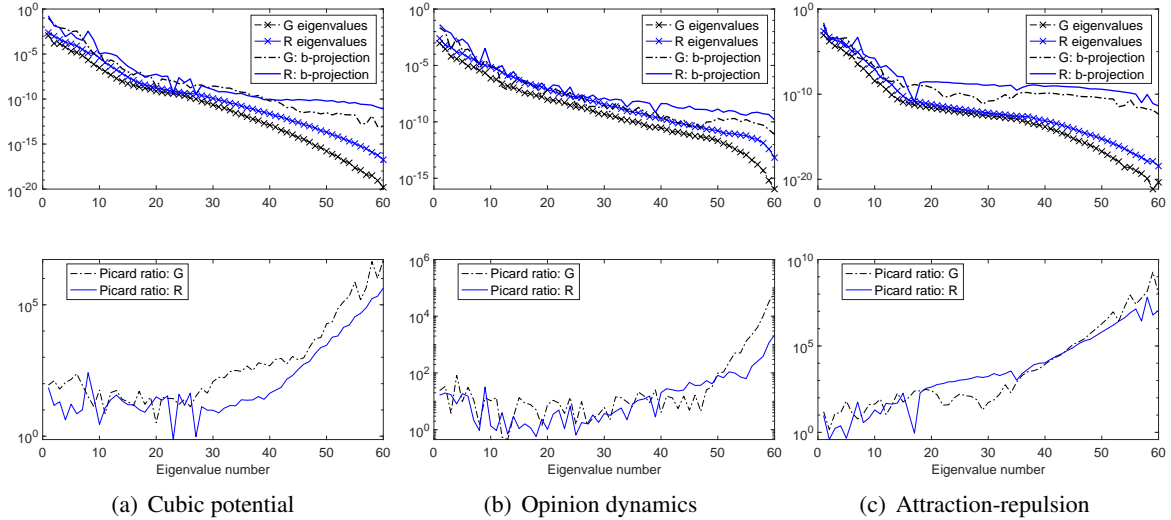 10^0
10^-5
10^-10
10^-15
10^-20
G eigenvalues
R eigenvalues
G: b-projection
R: b-projection
0 10 20 30 40 50 60
10^0
10^-5
10^-10
10^-15
G eigenvalues
R eigenvalues
G: b-projection
R: b-projection
0 10 20 30 40 50 60
10^0
10^-10
10^-20
G eigenvalues
R eigenvalues
G: b-projection
R: b-projection
0 10 20 30 40 50 60
10^5
10^0
Picard ratio: G
Picard ratio: R
0 10 20 30 40 50 60
Eigenvalue number
10^6
10^4
10^2
10^0
Picard ratio: G
Picard ratio: R
0 10 20 30 40 50 60
Eigenvalue number
10^10
10^5
10^0
Picard ratio: G
Picard ratio: R
0 10 20 30 40 50 60
Eigenvalue number
(a) Cubic potential
(b) Opinion dynamics
(c) Attraction-repulsion